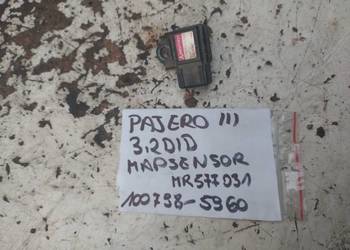 PAJERO III
3.2DID
MAPSENSOR
MR577031
100798-5960